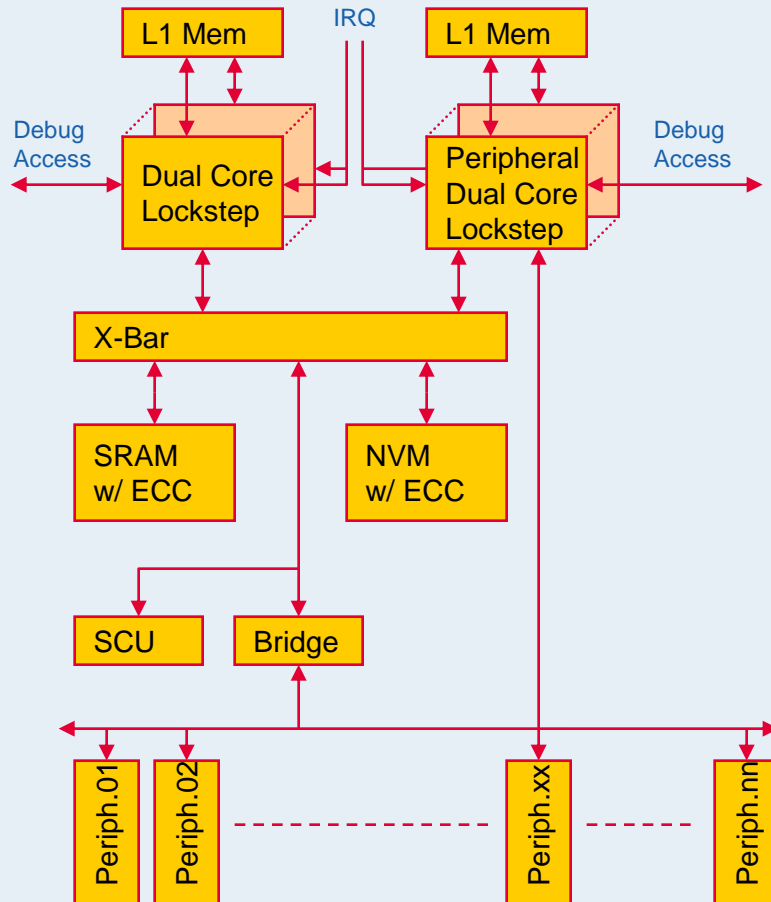 L1 Mem
IRQ
L1 Mem
Debug
Access
Dual Core
Lockstep
Peripheral
Dual Core
Lockstep
Debug
Access
X-Bar
SRAM
w/ ECC
NVM
w/ ECC
SCU
Bridge
Periph.01
Periph.02
Periph.xx
Periph.nn